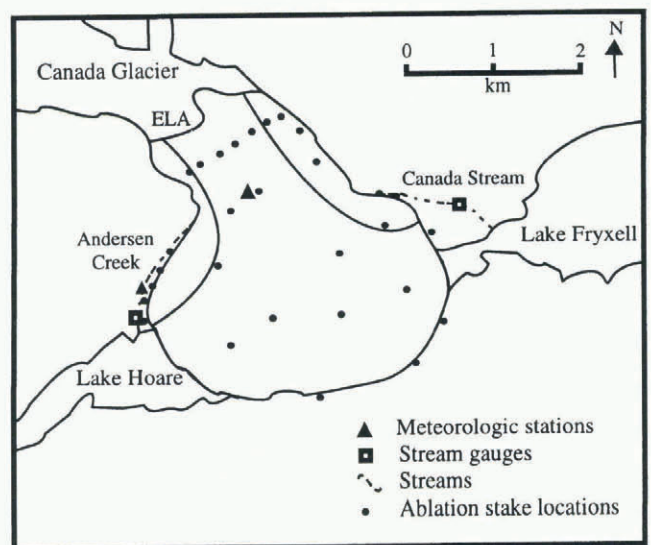 0 1 2
km
N
Canada Glacier
ELA
Canada Stream
Andersen
Creek
Lake Fryxell
Lake Hoare
Meteorologic stations
Stream gauges
Streams
Ablation stake locations